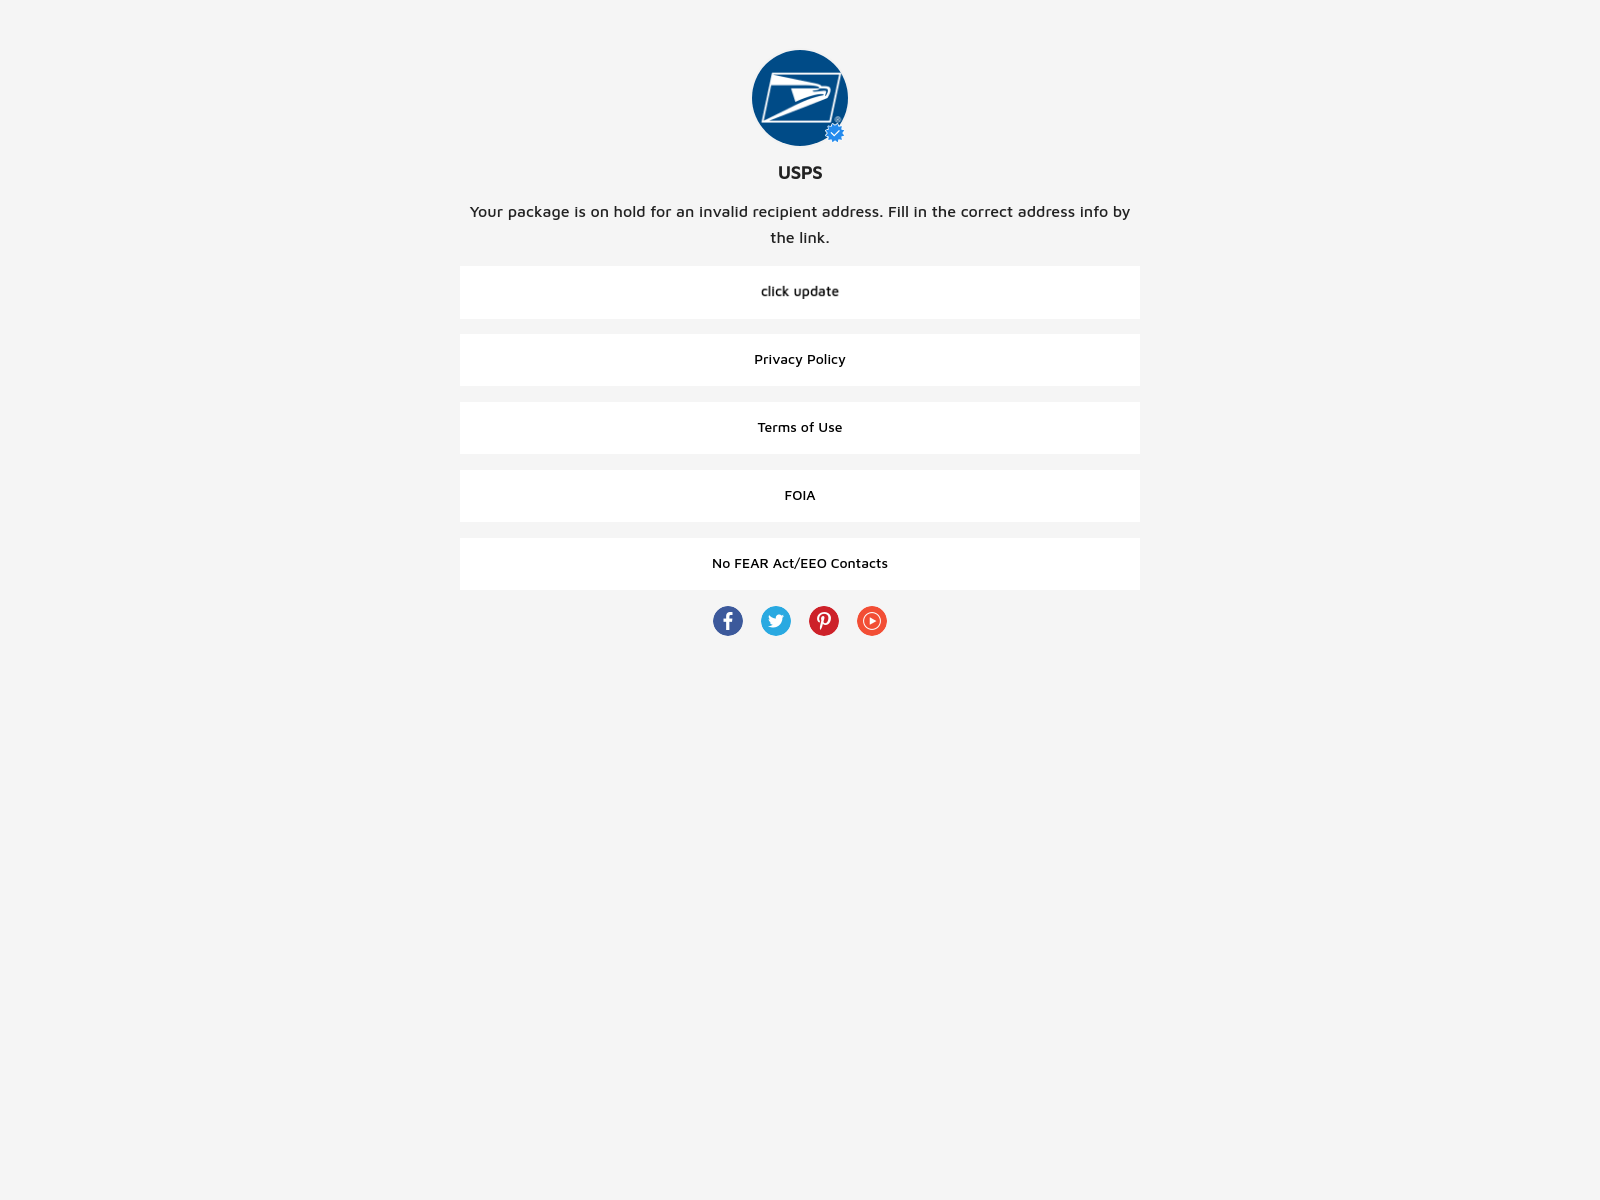 USPS
Your package is on hold for an invalid recipient address. Fill in the correct address info by
the link.
click update
Privacy Policy
Terms of Use
FOIA
No FEAR Act/EEO Contacts